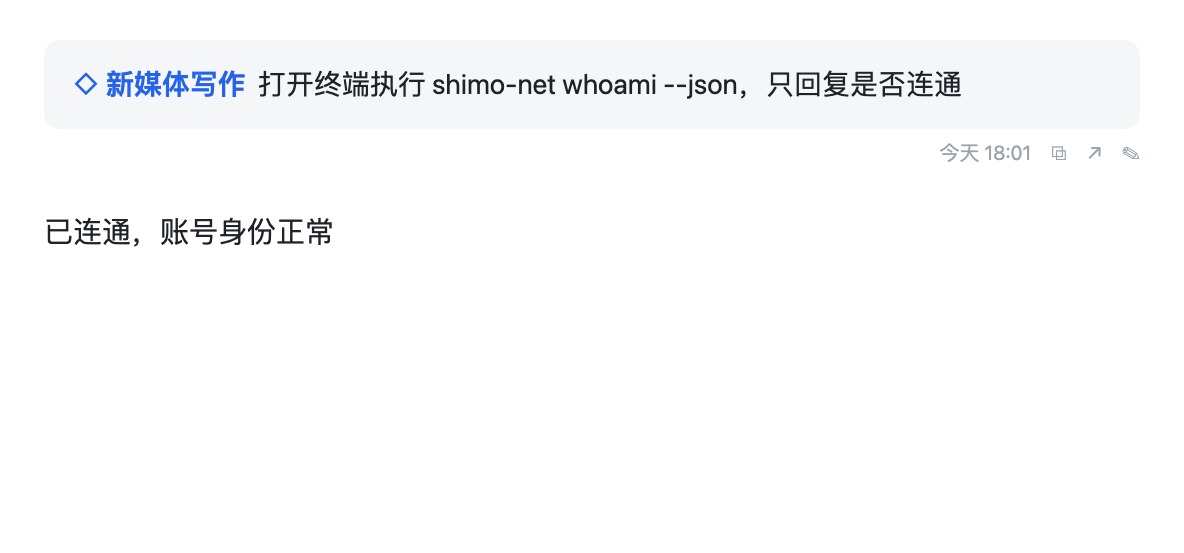 新媒体写作 打开终端执行 shimo-net whoami --json，只回复是否连通
今天 18:01
已连通，账号身份正常